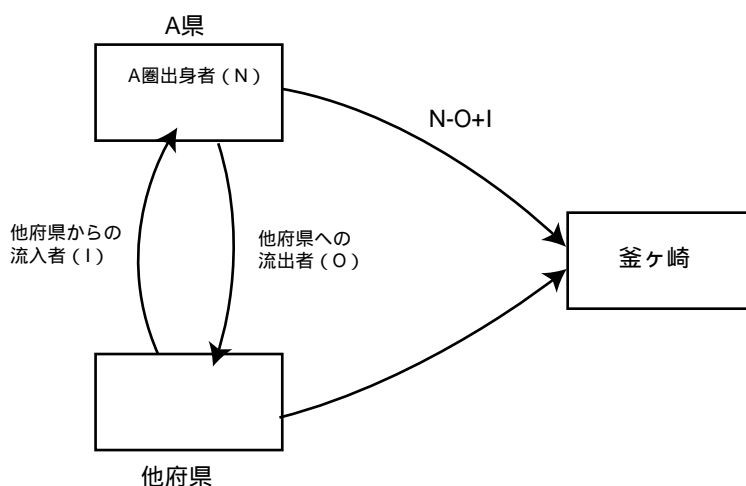 A県
A圏出身者（N）
N-O+I
他府県からの
流入者（I）
他府県への
流出者（O）
釜ヶ崎
他府県